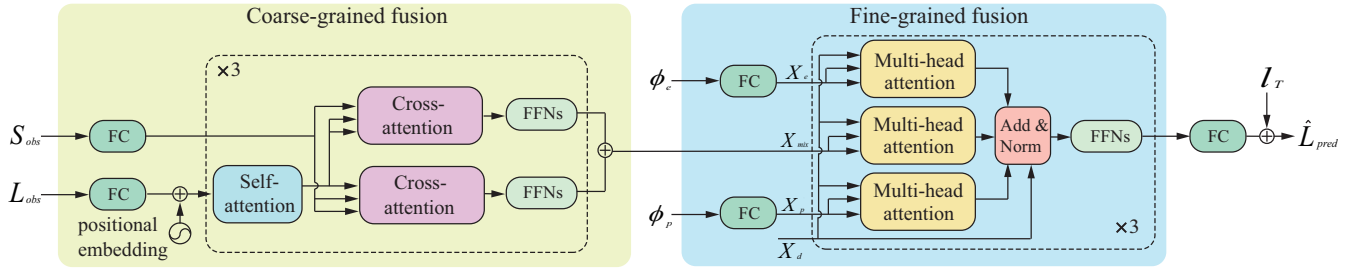 Coarse-grained fusion
×3
S_obs
FC
L_obs
FC
positional
embedding
Self-
attention
Cross-
attention
FFNs
Cross-
attention
FFNs
Fine-grained fusion
ϕ_e
FC
X_e
Multi-head
attention
X_mix
Multi-head
attention
Add &
Norm
FFNs
FC
l_T
L̂_pred
ϕ_p
FC
X_p
Multi-head
attention
×3
X_d